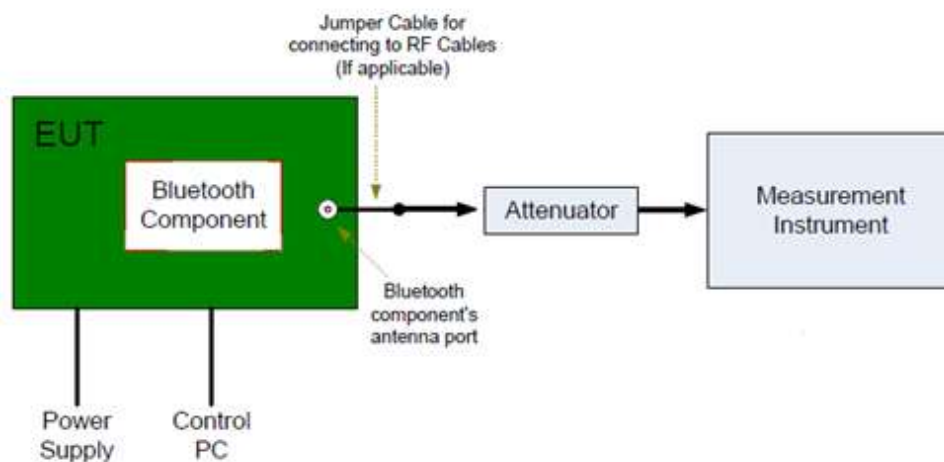 Jumper Cable for
connecting to RF Cables
(If applicable)
EUT
Bluetooth
Component
Attenuator
Measurement
Instrument
Bluetooth
component's
antenna port
Power
Supply
Control
PC